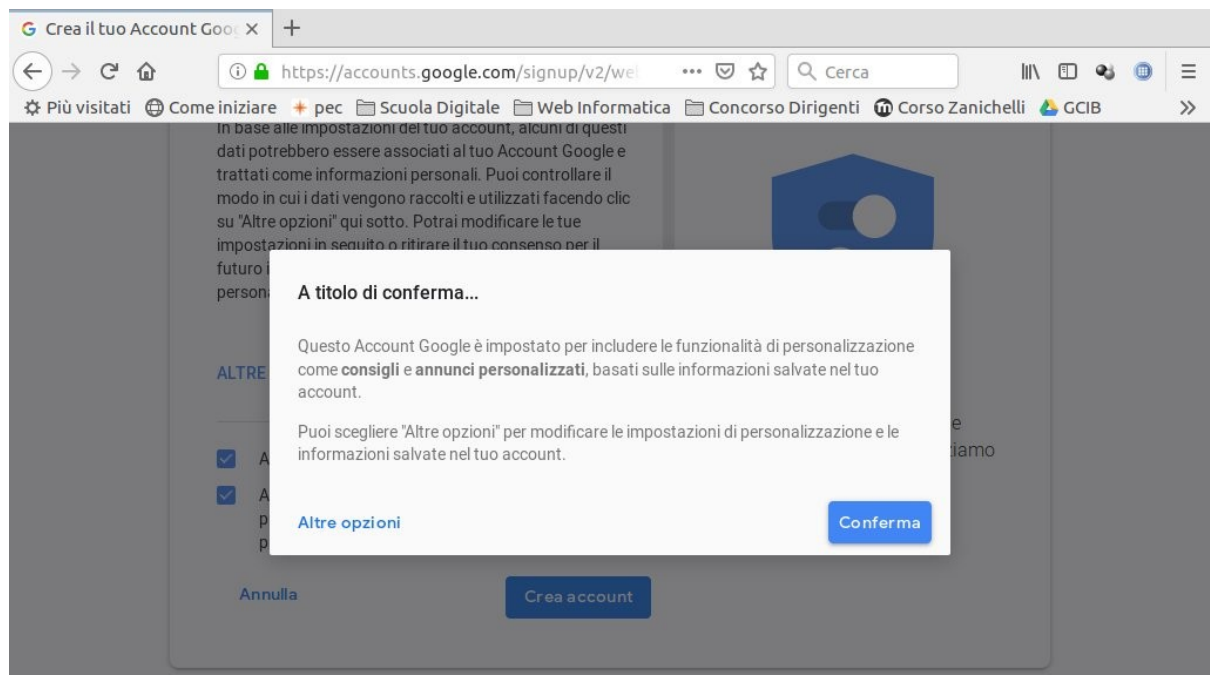 Crea il tuo Account Goo
https://accounts.google.com/signup/v2/we
Cerca
Più visitati Come iniziare pec Scuola Digitale Web Informatica Concorso Dirigenti Corso Zanichelli GCIB
In base alle impostazioni del tuo account, alcuni di questi
dati potrebbero essere associati al tuo Account Google e
trattati come informazioni personali. Puoi controllare il
modo in cui i dati vengono raccolti e utilizzati facendo clic
su "Altre opzioni" qui sotto. Potrai modificare le tue
impostazioni in seguito o ritirare il tuo consenso per il
futuro
person
A titolo di conferma...
Questo Account Google è impostato per includere le funzionalità di personalizzazione
come consigli e annunci personalizzati, basati sulle informazioni salvate nel tuo
account.
Puoi scegliere "Altre opzioni" per modificare le impostazioni di personalizzazione e le
informazioni salvate nel tuo account.
Altre opzioni
Conferma
ALTRE
e
iamo
A
A
p
p
Annulla
Crea account